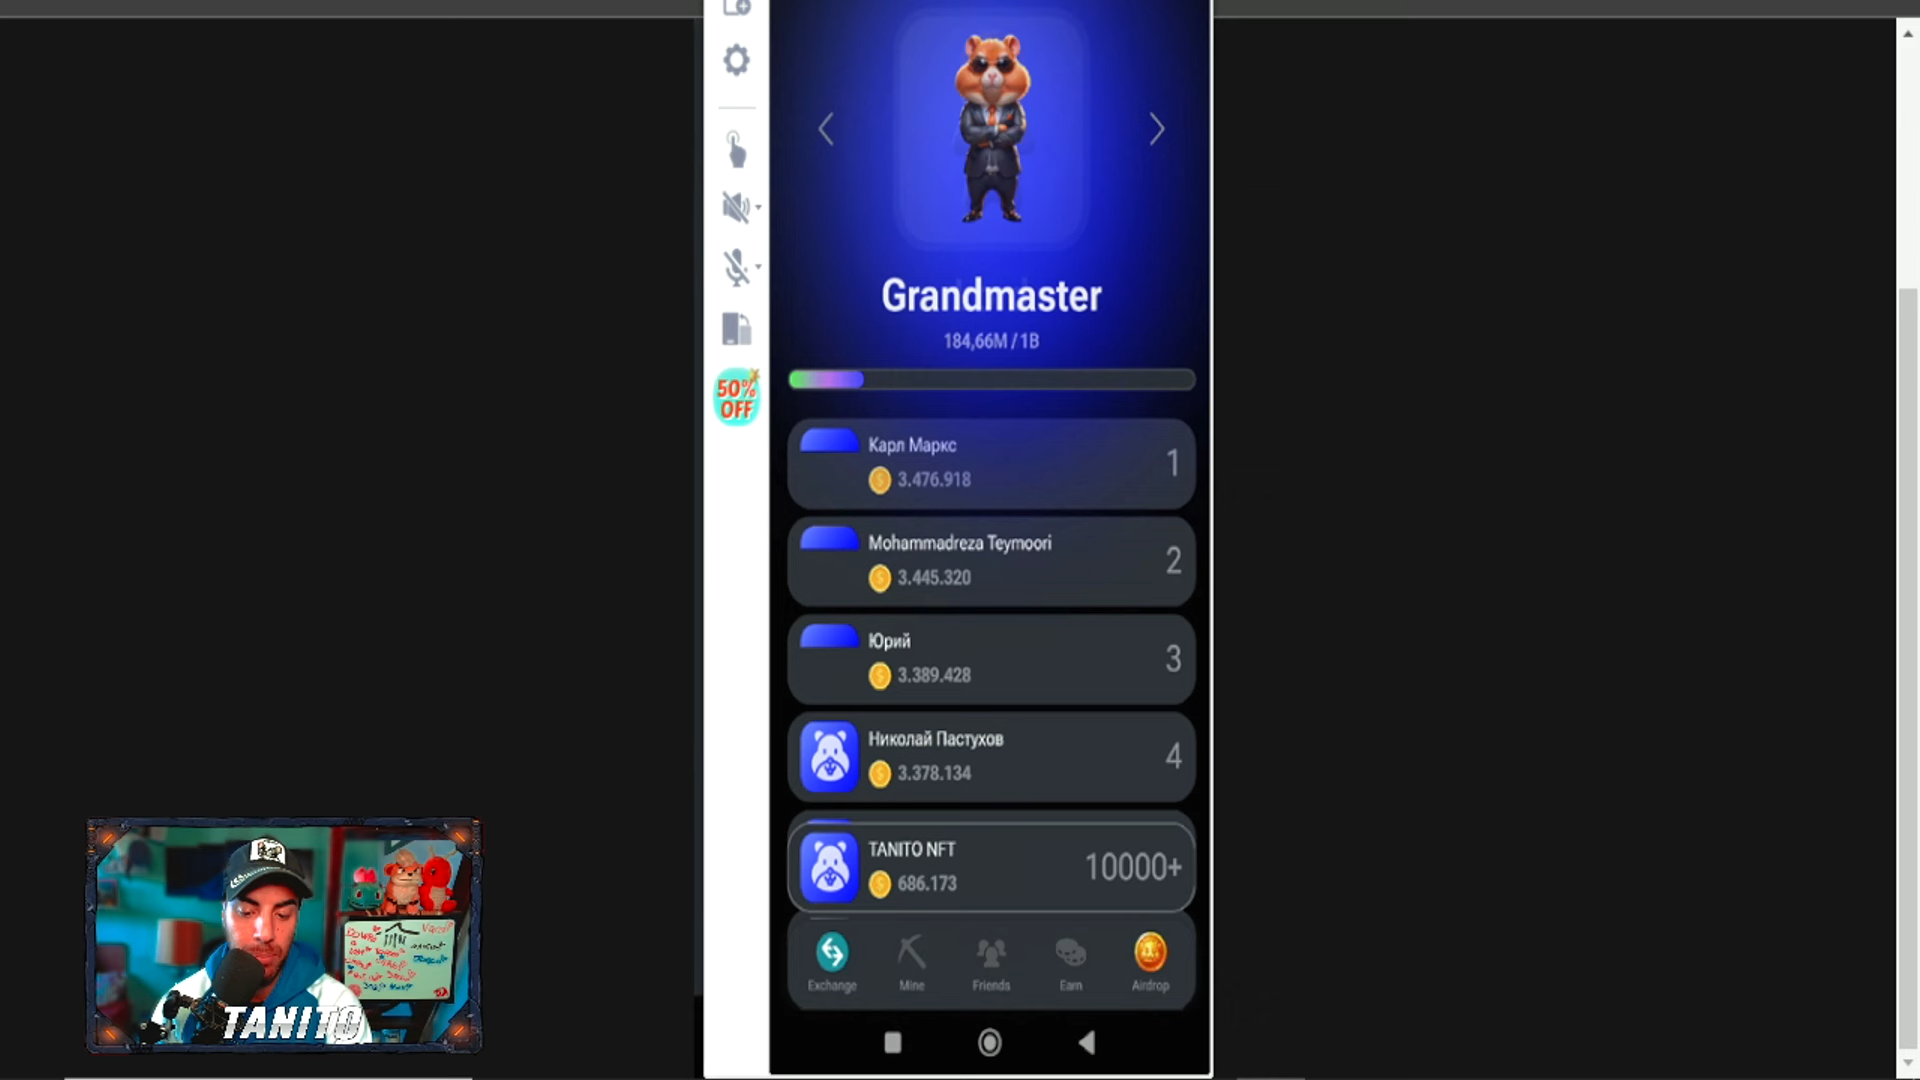 Grandmaster
184,66M / 1B
50%
OFF
Карл Маркс
3.476.918
1
Mohammadreza Teymoori
3.445.320
2
Юрий
3.389.428
3
Николай Пастухов
3.378.134
4
TANITO NFT
686.173
10000+
Exchange
Mine
Friends
Earn
Airdrop
TANITO